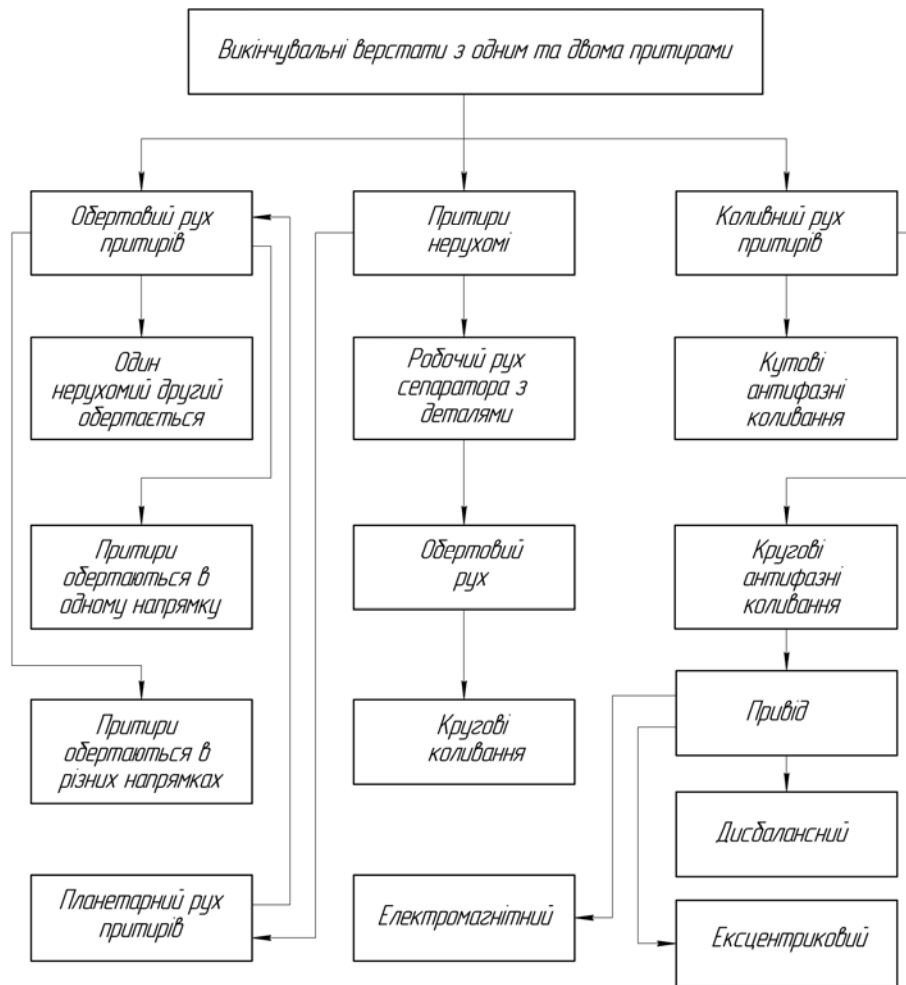 Викінчувальні верстати з одним та двома притирами
Обертовий рух
притирів
Притири
нерухомі
Коливний рух
притирів
Один
нерухомий другий
обертається
Робочий рух
сепаратора з
деталями
Кутові
антифазні
коливання
Притири
обертаються в
одному напрямку
Обертовий
рух
Кругові
антифазні
коливання
Притири
обертаються в
різних напрямках
Кругові
коливання
Привід
Дисбалансний
Планетарний рух
притирів
Електромагнітний
Ексцентриковий